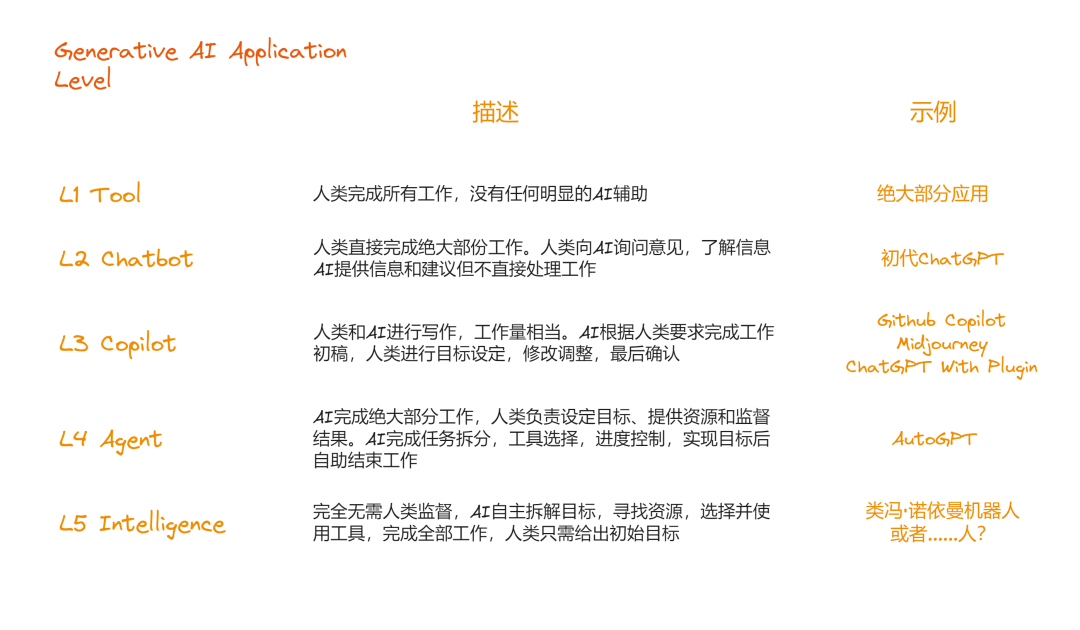 Generative AI Application
Level
描述
示例
L1 Tool
人类完成所有工作，没有任何明显的AI辅助
绝大部分应用
L2 Chatbot
人类直接完成绝大部份工作。人类向AI询问意见，了解信息
AI提供信息和建议但不直接处理工作
初代ChatGPT
L3 Copilot
人类和AI进行写作，工作量相当。AI根据人类要求完成工作
初稿，人类进行目标设定，修改调整，最后确认
Github Copilot
Midjourney
ChatGPT With Plugin
L4 Agent
AI完成绝大部分工作，人类负责设定目标、提供资源和监督
结果。AI完成任务拆分，工具选择，进度控制，实现目标后
自助结束工作
AutoGPT
L5 Intelligence
完全无需人类监督，AI自主拆解目标，寻找资源，选择并使
用工具，完成全部工作，人类只需给出初始目标
类冯·诺依曼机器人
或者......人？